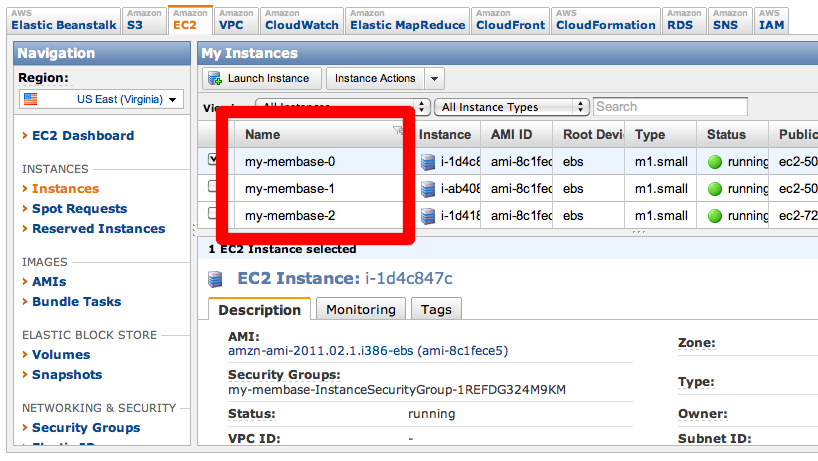 AWS Amazon Amazon Amazon Amazon Amazon Amazon AWS Amazon Amazon AWS
Elastic Beanstalk S3 EC2 VPC CloudWatch Elastic MapReduce CloudFront CloudFormation RDS SNS IAM
Navigation
Region:
US East (Virginia)
EC2 Dashboard
INSTANCES
Instances
Spot Requests
Reserved Instances
IMAGES
AMIs
Bundle Tasks
ELASTIC BLOCK STORE
Volumes
Snapshots
NETWORKING & SECURITY
Security Groups
My Instances
Launch Instance Instance Actions
All Instance Types Search
Name Instance AMI ID Root Devi Type Status Public
my-membase-0 i-1d4c8 ami-8c1fec ebs m1.small running ec2-50
my-membase-1 i-ab408 ami-8c1fec ebs m1.small running ec2-50
my-membase-2 i-1d418 ami-8c1fec ebs m1.small running ec2-72
1 EC2 Instance selected
EC2 Instance: i-1d4c847c
Description Monitoring Tags
AMI:
amzn-ami-2011.02.1.i386-ebs (ami-8c1fece5)
Zone:
Security Groups:
my-membase-InstanceSecurityGroup-1REFDG324M9KM
Type:
Status: running
Owner:
VPC ID: -
Subnet ID: